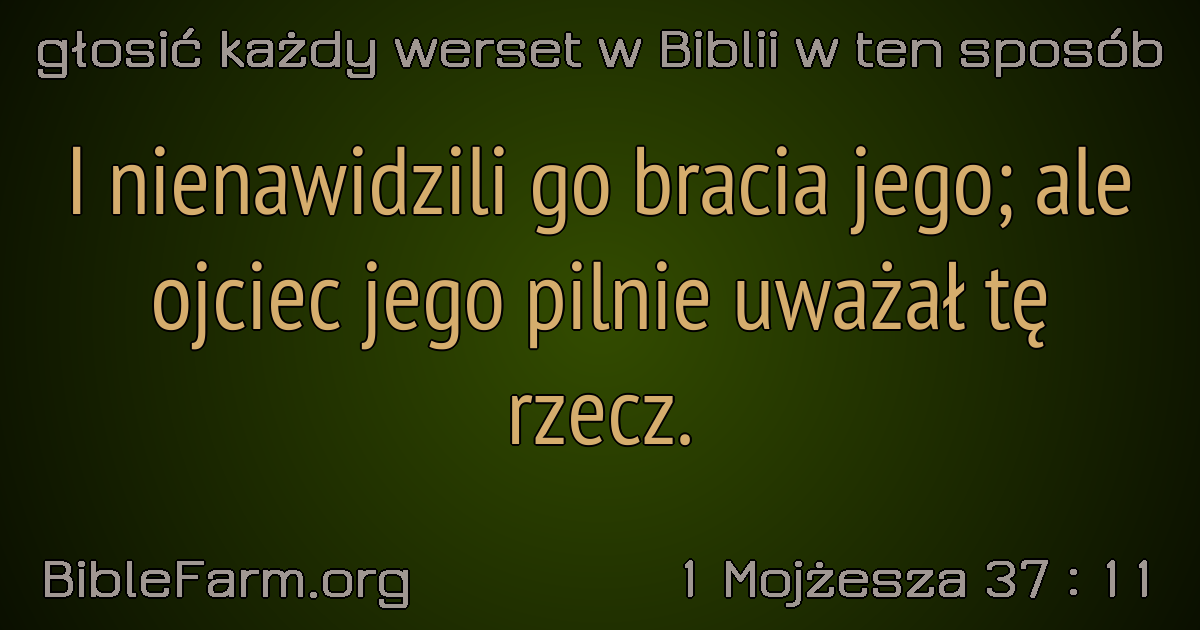 głosić każdy werset w Biblii w ten sposób
I nienawidzili go bracia jego; ale
ojciec jego pilnie uważał tę
rzecz.
BibleFarm.org
1 Mojżesza 37 : 11